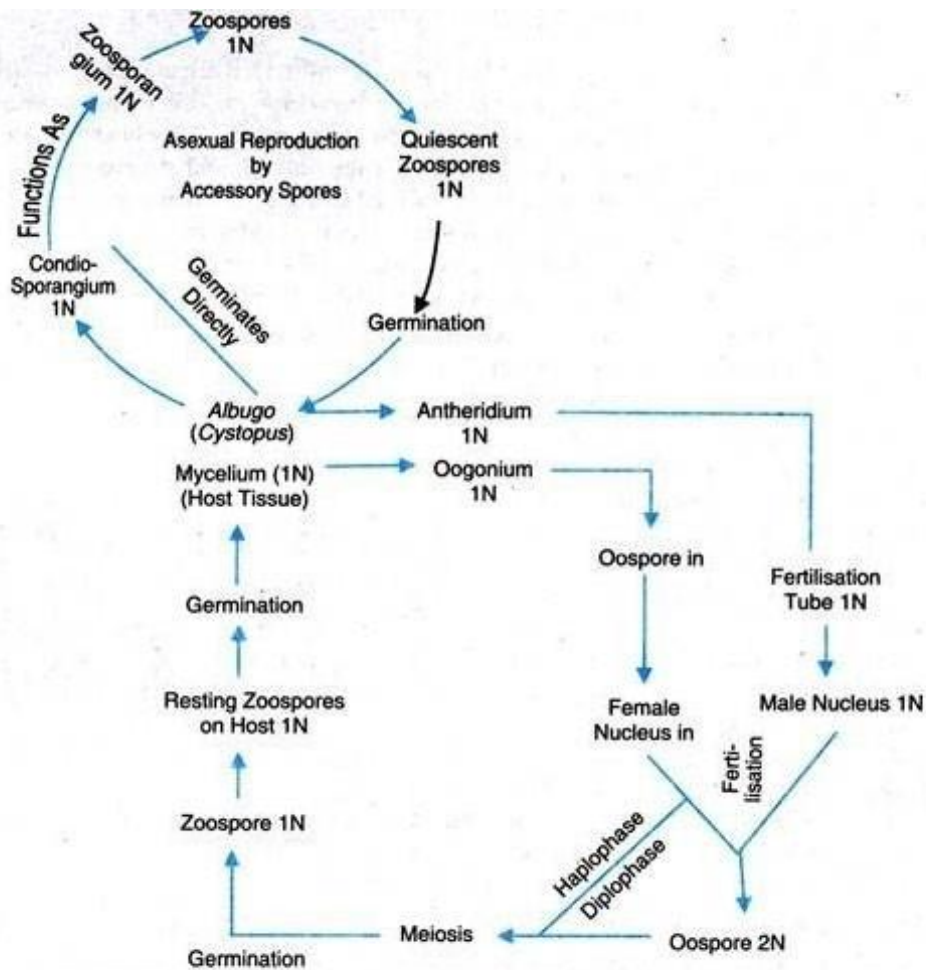 Zoospores
1N
Zoosporan
gium 1N
Functions As
Asexual Reproduction
by
Accessory Spores
Quiescent
Zoospores
1N
Condio-
Sporangium
1N
Germinates
Directly
Germination
Albugo
(Cystopus)
Antheridium
1N
Mycelium (1N)
(Host Tissue)
Oogonium
1N
Oospore in
Fertilisation
Tube 1N
Germination
Resting Zoospores
on Host 1N
Female
Nucleus in
Male Nucleus 1N
Ferti-
lisation
Zoospore 1N
Haplophase
Diplophase
Meiosis
Oospore 2N
Germination